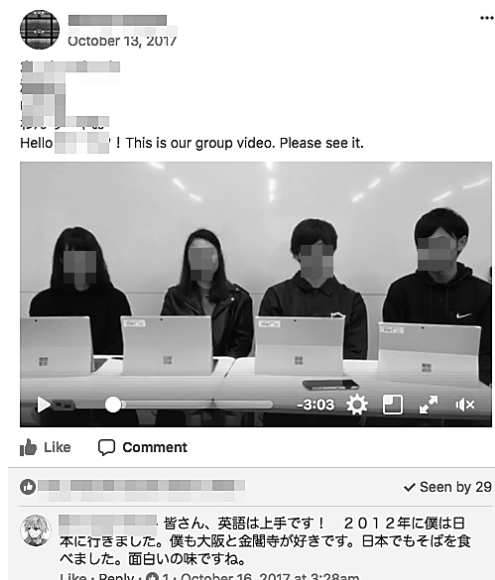 October 13, 2017
Hello ! This is our group video. Please see it.
-3:03
Like Comment
Seen by 29
皆さん、英語は上手です！ ２０１２年に僕は日
本に行きました。僕も大阪と金閣寺が好きです。日本でもそばを食
べました。面白いの味ですね。
Like · Reply · 1 · October 16, 2017 at 3:28am